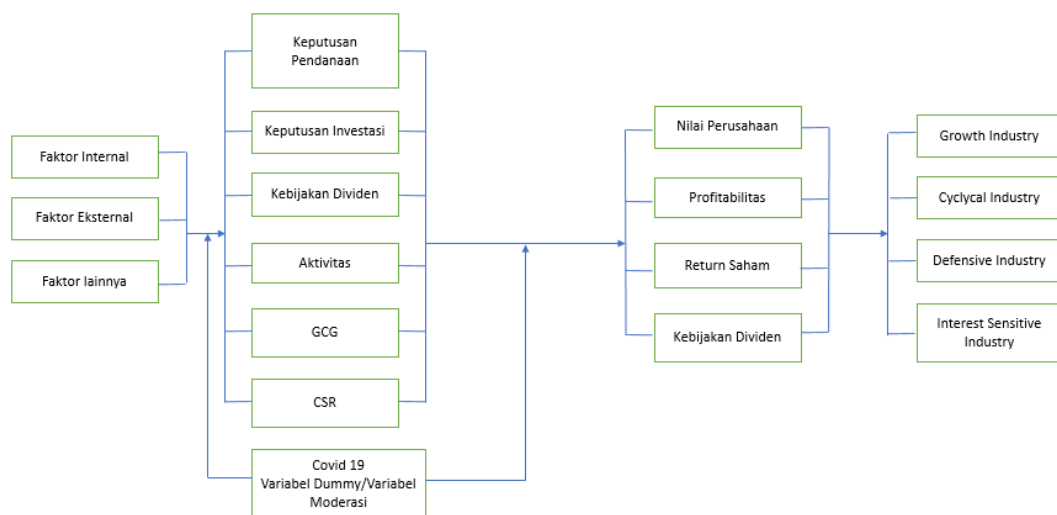 Faktor Internal
Faktor Eksternal
Faktor lainnya
Keputusan
Pendanaan
Keputusan Investasi
Kebijakan Dividen
Aktivitas
GCG
CSR
Covid 19
Variabel Dummy/Variabel
Moderasi
Nilai Perusahaan
Profitabilitas
Return Saham
Kebijakan Dividen
Growth Industry
Cyclycal Industry
Defensive Industry
Interest Sensitive
Industry